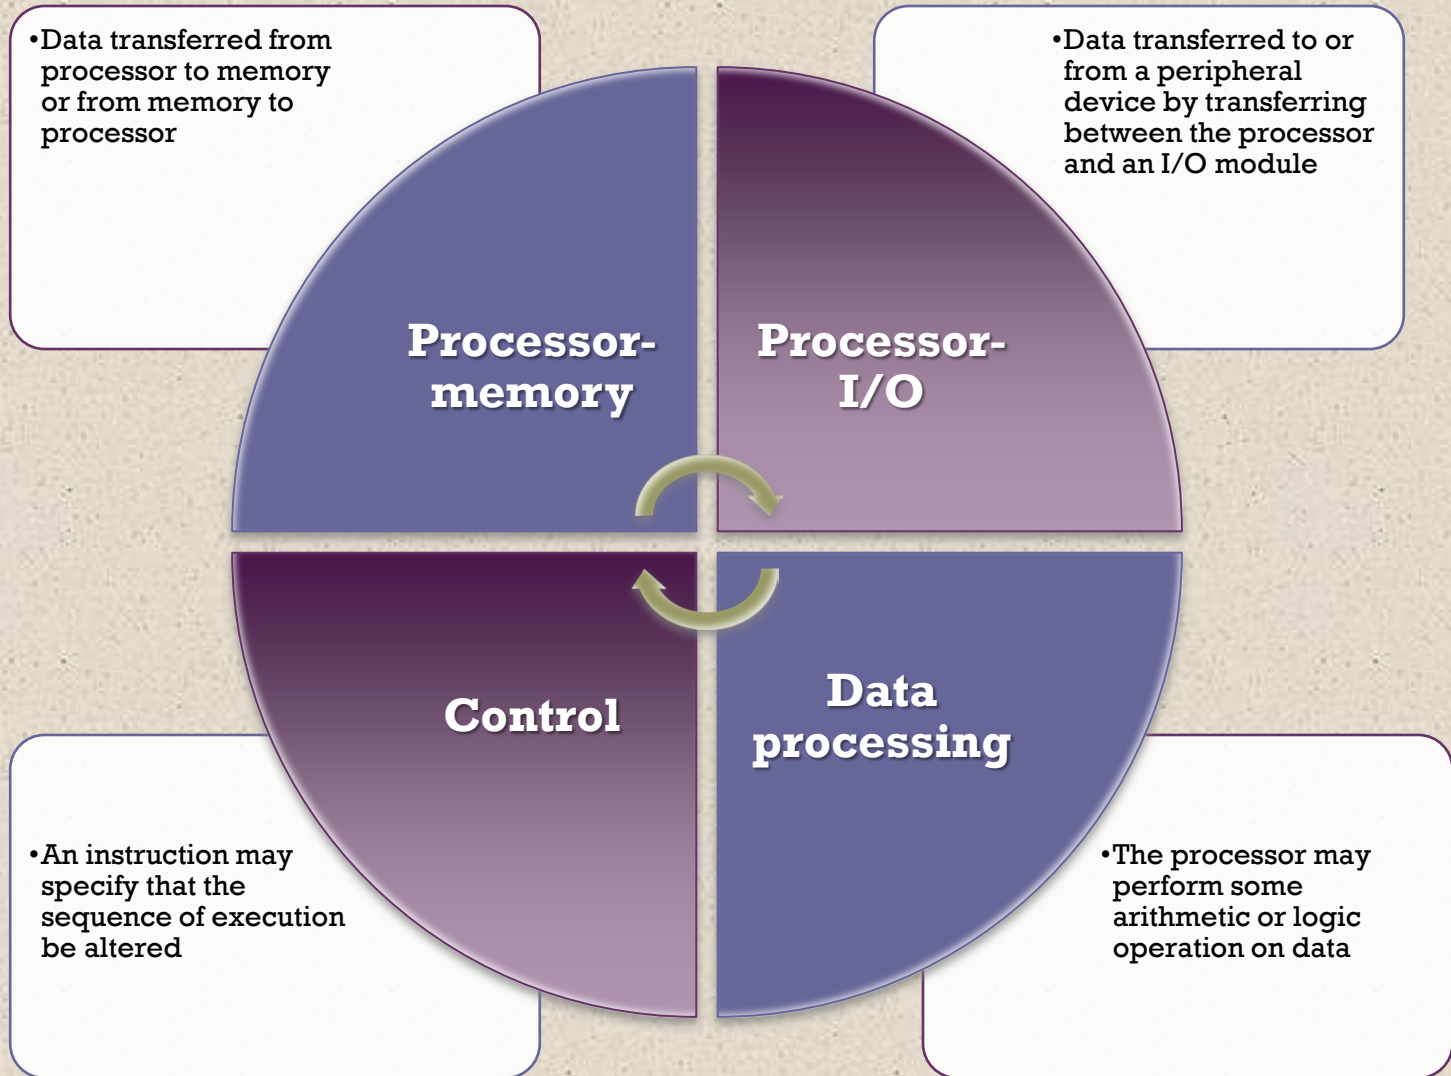 •Data transferred from
processor to memory
or from memory to
processor
•Data transferred to or
from a peripheral
device by transferring
between the processor
and an I/O module
Processor-
memory
Processor-
I/O
Control
Data
processing
•An instruction may
specify that the
sequence of execution
be altered
•The processor may
perform some
arithmetic or logic
operation on data